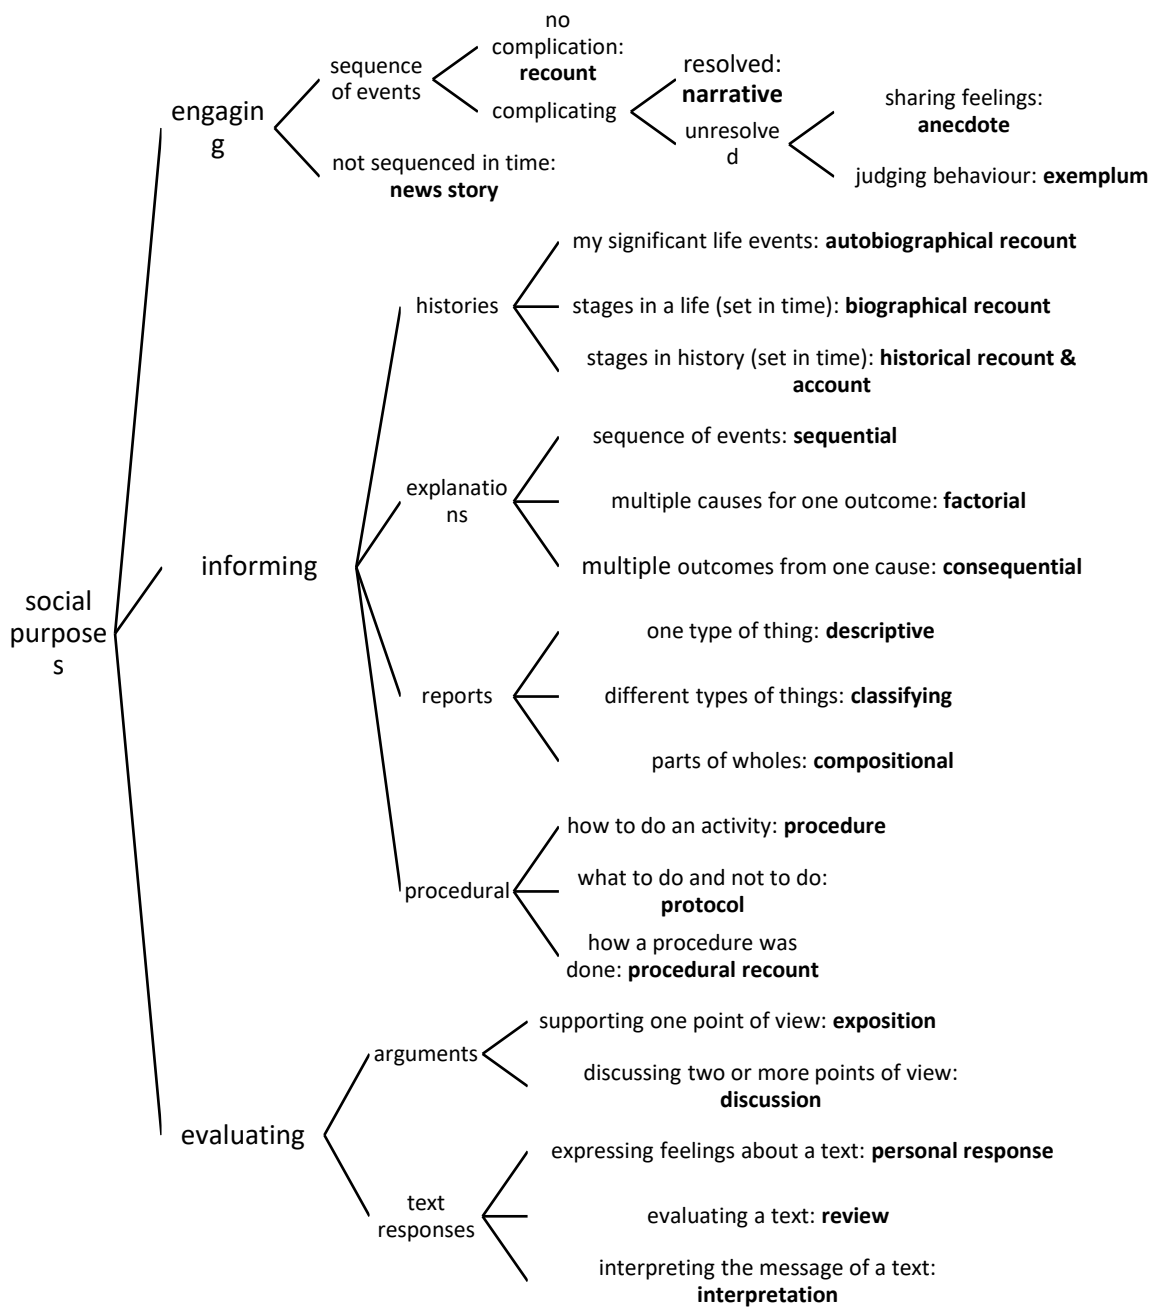 social
purpose
s
engagin
g
sequence
of events
no
complication:
recount
complicating
resolved:
narrative
unresolve
d
sharing feelings:
anecdote
judging behaviour: exemplum
not sequenced in time:
news story
informing
histories
my significant life events: autobiographical recount
stages in a life (set in time): biographical recount
stages in history (set in time): historical recount &
account
explanatio
ns
sequence of events: sequential
multiple causes for one outcome: factorial
multiple outcomes from one cause: consequential
reports
one type of thing: descriptive
different types of things: classifying
parts of wholes: compositional
procedural
how to do an activity: procedure
what to do and not to do:
protocol
how a procedure was
done: procedural recount
evaluating
arguments
supporting one point of view: exposition
discussing two or more points of view:
discussion
text
responses
expressing feelings about a text: personal response
evaluating a text: review
interpreting the message of a text:
interpretation